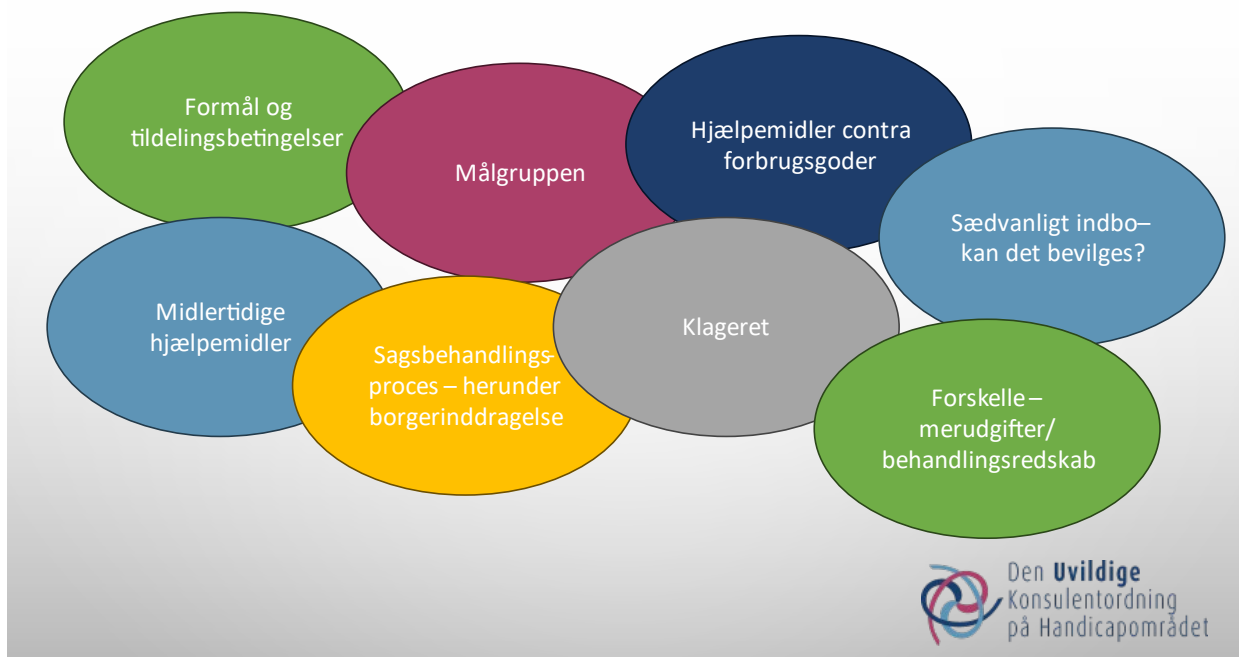 Formål og
tildelingsbetingelser
Målgruppen
Hjælpemidler contra
forbrugsgoder
Sædvanligt indbo–
kan det bevilges?
Midlertidige
hjælpemidler
Sagsbehandlings-
proces – herunder
borgerinddragelse
Klageret
Forskelle –
merudgifter/
behandlingsredskab
Den Uvildige
Konsulentordning
på Handicapområdet